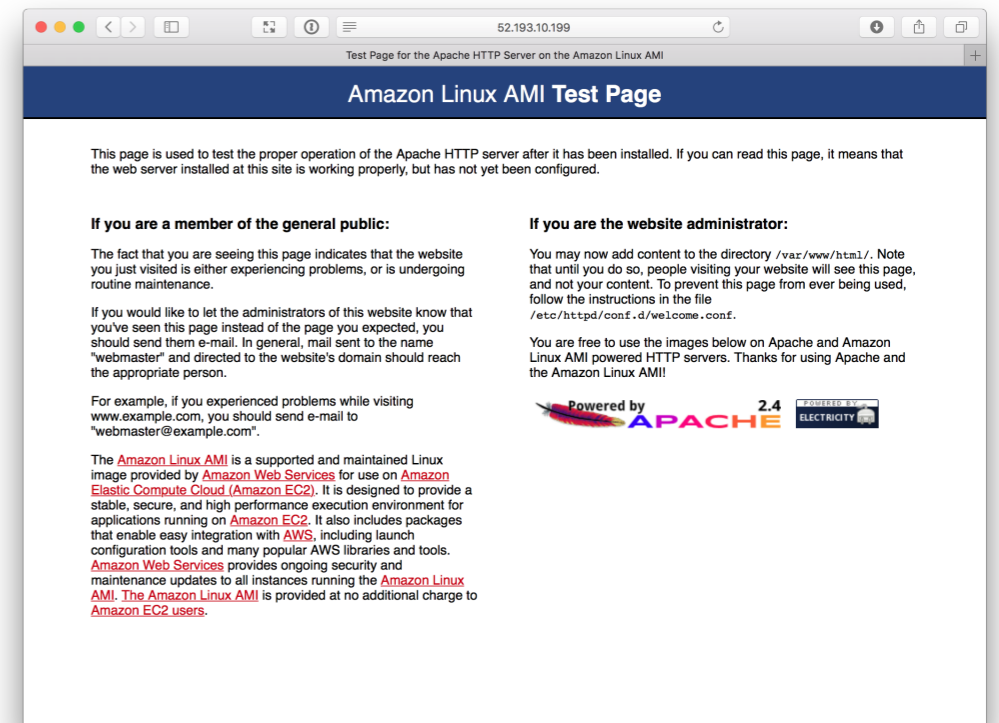 52.193.10.199
Test Page for the Apache HTTP Server on the Amazon Linux AMI
Amazon Linux AMI Test Page
This page is used to test the proper operation of the Apache HTTP server after it has been installed. If you can read this page, it means that
the web server installed at this site is working properly, but has not yet been configured.
If you are a member of the general public:
The fact that you are seeing this page indicates that the website
you just visited is either experiencing problems, or is undergoing
routine maintenance.
If you would like to let the administrators of this website know that
you've seen this page instead of the page you expected, you
should send them e-mail. In general, mail sent to the name
"webmaster" and directed to the website's domain should reach
the appropriate person.
For example, if you experienced problems while visiting
www.example.com, you should send e-mail to
"webmaster@example.com".
The Amazon Linux AMI is a supported and maintained Linux
image provided by Amazon Web Services for use on Amazon
Elastic Compute Cloud (Amazon EC2). It is designed to provide a
stable, secure, and high performance execution environment for
applications running on Amazon EC2. It also includes packages
that enable easy integration with AWS, including launch
configuration tools and many popular AWS libraries and tools.
Amazon Web Services provides ongoing security and
maintenance updates to all instances running the Amazon Linux
AMI. The Amazon Linux AMI is provided at no additional charge to
Amazon EC2 users.
If you are the website administrator:
You may now add content to the directory /var/www/html/. Note
that until you do so, people visiting your website will see this page,
and not your content. To prevent this page from ever being used,
follow the instructions in the file
/etc/httpd/conf.d/welcome.conf.
You are free to use the images below on Apache and Amazon
Linux AMI powered HTTP servers. Thanks for using Apache and
the Amazon Linux AMI!
Powered by 2.4
APACHE
POWERED BY
ELECTRICITY